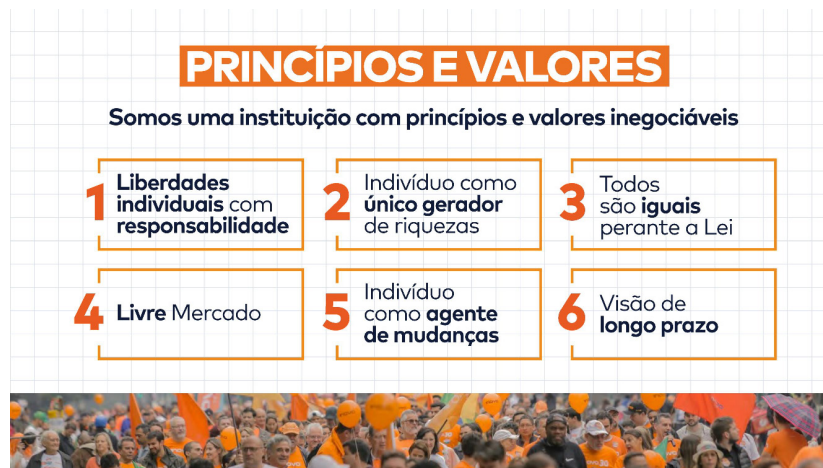 PRINCÍPIOS E VALORES
Somos uma instituição com princípios e valores inegociáveis
1
Liberdades
individuais com
responsabilidade
2
Indivíduo como
único gerador
de riquezas
3
Todos
são iguais
perante a Lei
4
Livre Mercado
5
Indivíduo
como agente
de mudanças
6
Visão de
longo prazo